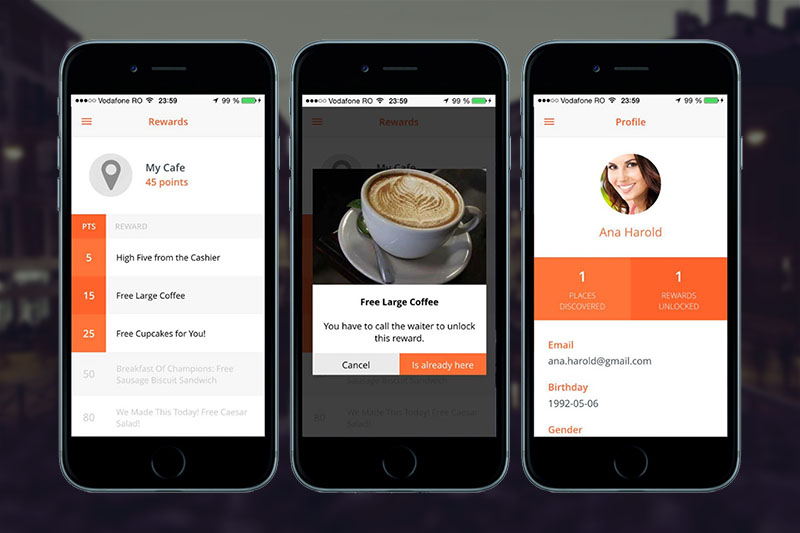 Vodafone RO 23:59 99 %
Rewards
My Cafe
45 points
PTS REWARD
5 High Five from the Cashier
15 Free Large Coffee
25 Free Cupcakes for You!
50 Breakfast Of Champions: Free
Sausage Biscuit Sandwich
80 We Made This Today! Free Caesar
Salad!
Vodafone RO 23:59 99 %
Rewards
My Cafe
Free Large Coffee
You have to call the waiter to unlock
this reward.
Cancel Is already here
Sausage Biscuit Sandwich
80 We Made This Today! Free Caesar
Salad!
Vodafone RO 23:59 99 %
Profile
Ana Harold
1 1
PLACES REWARDS
DISCOVERED UNLOCKED
Email
ana.harold@gmail.com
Birthday
1992-05-06
Gender